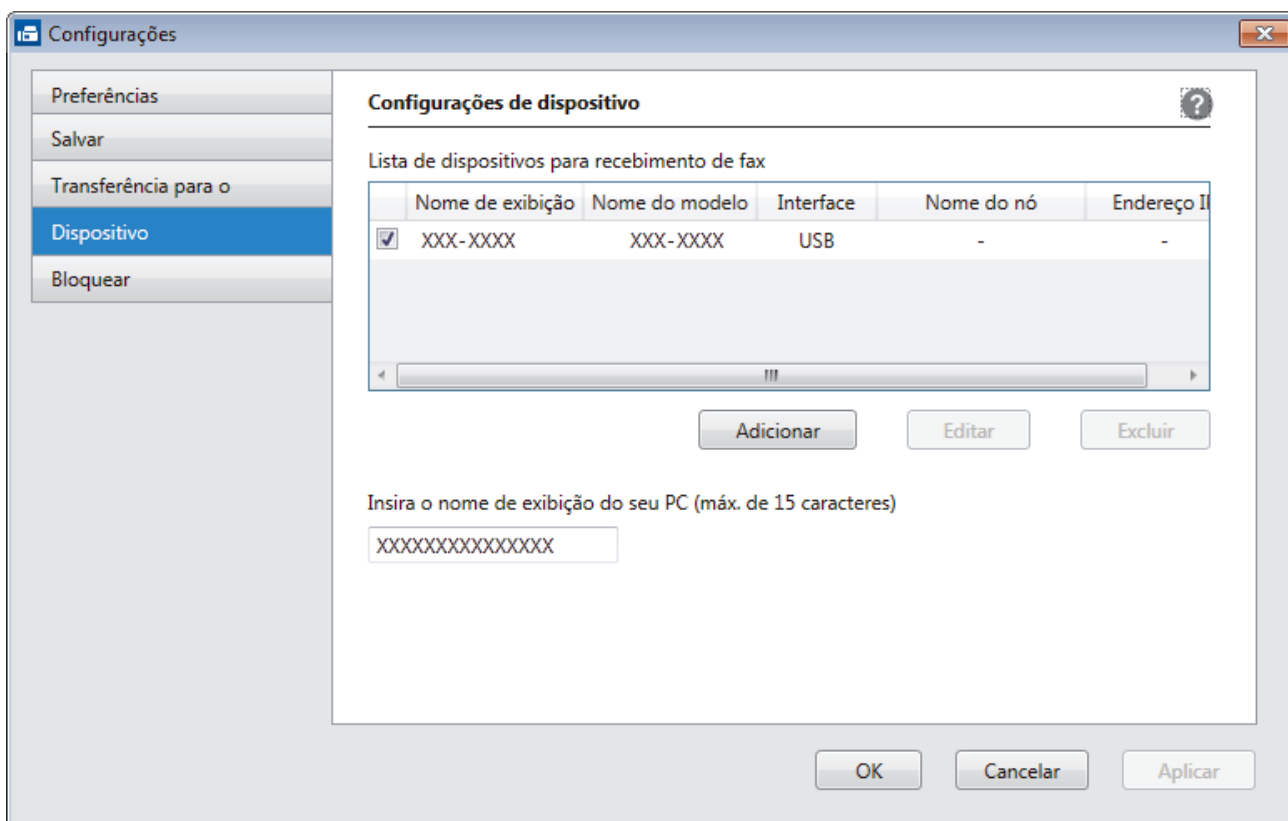 Configurações
Preferências
Salvar
Transferência para o
Dispositivo
Bloquear
Configurações de dispositivo
?
Lista de dispositivos para recebimento de fax
Nome de exibição Nome do modelo Interface Nome do nó Endereço I
XXX-XXXX XXX-XXXX USB - -
Adicionar Editar Excluir
Insira o nome de exibição do seu PC (máx. de 15 caracteres)
XXXXXXXXXXXXXXX
OK Cancelar Aplicar